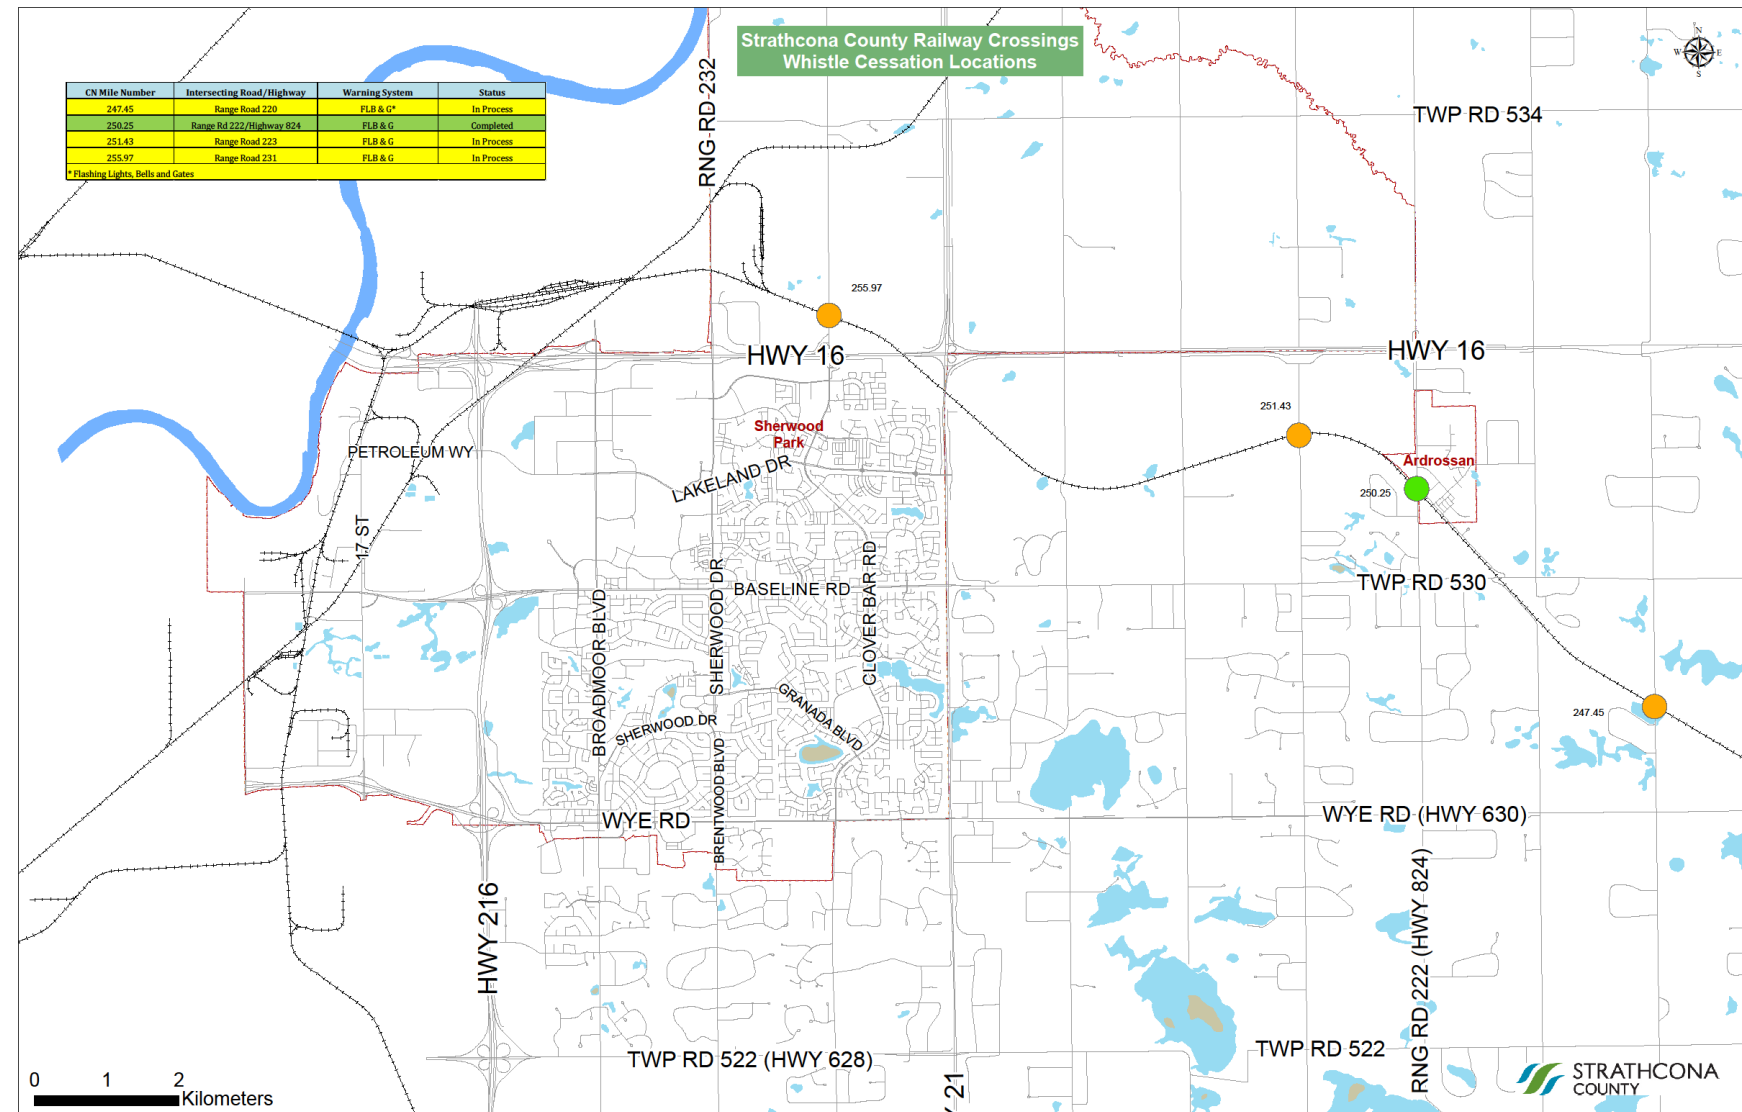 Strathcona County Railway Crossings
Whistle Cessation Locations
N
W E
S
CN Mile Number Intersecting Road/Highway Warning System Status
247.45 Range Road 220 FLB & G* In Process
250.25 Range Rd 222/Highway 824 FLB & G Completed
251.43 Range Road 223 FLB & G In Process
255.97 Range Road 231 FLB & G In Process
* Flashing Lights, Bells and Gates
RNG RD 232
TWP RD 534
255.97
HWY 16
HWY 16
251.43
Sherwood
Park
PETROLEUM WY
LAKELAND DR
Ardrossan
250.25
17 ST
BASELINE RD
TWP RD 530
BROADMOOR BLVD
SHERWOOD DR
CLOVER BAR RD
GRANADA BLVD
SHERWOOD DR
BRENTWOOD BLVD
247.45
WYE RD
WYE RD (HWY 630)
HWY 216
RNG RD 222 (HWY 824)
TWP RD 522 (HWY 628)
TWP RD 522
Y 21
0 1 2
Kilometers
STRATHCONA
COUNTY